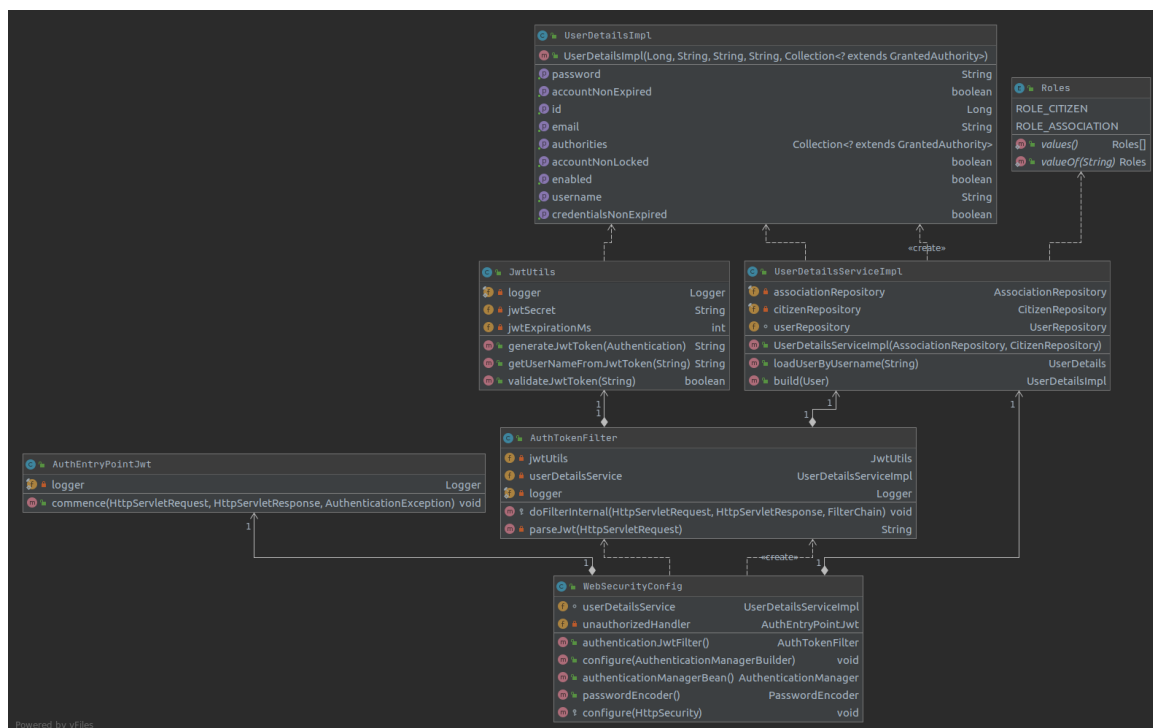 UserDetailsImpl
UserDetailsImpl(Long, String, String, String, Collection<? extends GrantedAuthority>)
password String
accountNonExpired boolean
id Long
email String
authorities Collection<? extends GrantedAuthority>
accountNonLocked boolean
enabled boolean
username String
credentialsNonExpired boolean
Roles
ROLE_CITIZEN
ROLE_ASSOCIATION
values() Roles[]
valueOf(String) Roles
«create»
JwtUtils
logger Logger
jwtSecret String
jwtExpirationMs int
generateJwtToken(Authentication) String
getUserNameFromJwtToken(String) String
validateJwtToken(String) boolean
UserDetailsServiceImpl
associationRepository AssociationRepository
citizenRepository CitizenRepository
userRepository UserRepository
UserDetailsServiceImpl(AssociationRepository, CitizenRepository)
loadUserByUsername(String) UserDetails
build(User) UserDetailsImpl
1
1
1
1
1
AuthTokenFilter
jwtUtils JwtUtils
userDetailsService UserDetailsServiceImpl
logger Logger
doFilterInternal(HttpServletRequest, HttpServletResponse, FilterChain) void
parseJwt(HttpServletRequest) String
AuthEntryPointJwt
logger Logger
commence(HttpServletRequest, HttpServletResponse, AuthenticationException) void
1
1
«create»
1
WebSecurityConfig
userDetailsService UserDetailsServiceImpl
unauthorizedHandler AuthEntryPointJwt
authenticationJwtFilter() AuthTokenFilter
configure(AuthenticationManagerBuilder) void
authenticationManagerBean() AuthenticationManager
passwordEncoder() PasswordEncoder
configure(HttpSecurity) void
Powered by yFiles